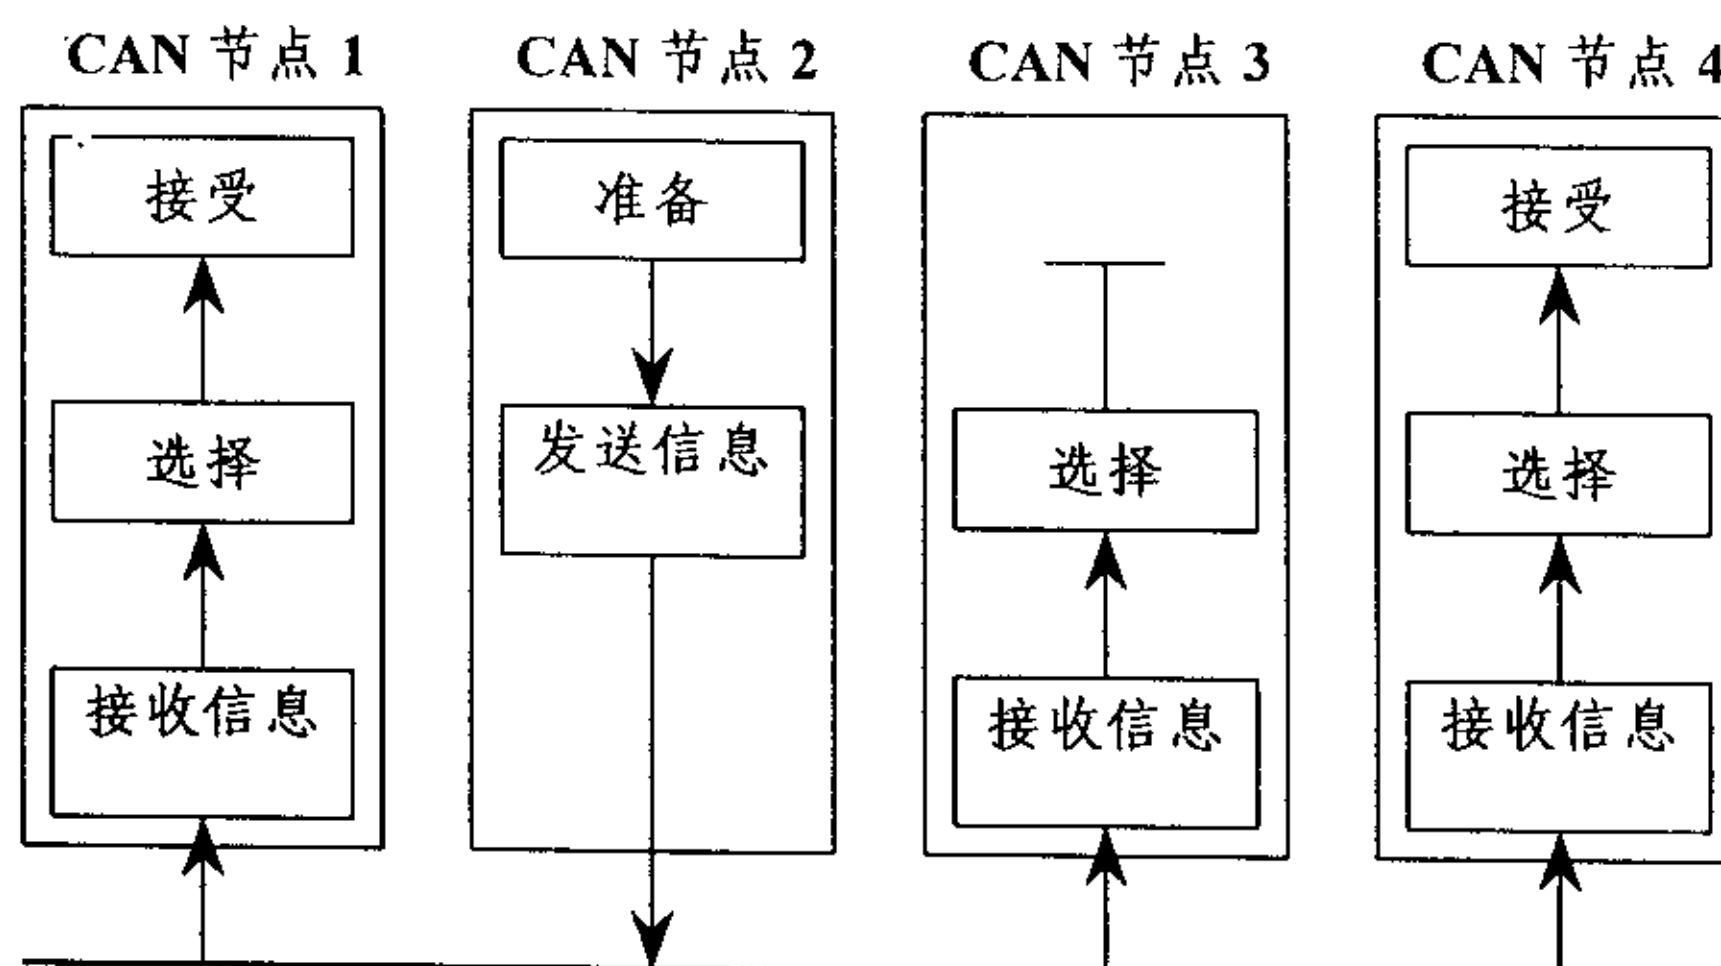 CAN 节点 1
CAN 节点 2
CAN 节点 3
CAN 节点 4
接受
准备
接受
选择
发送信息
选择
选择
接收信息
接收信息
接收信息